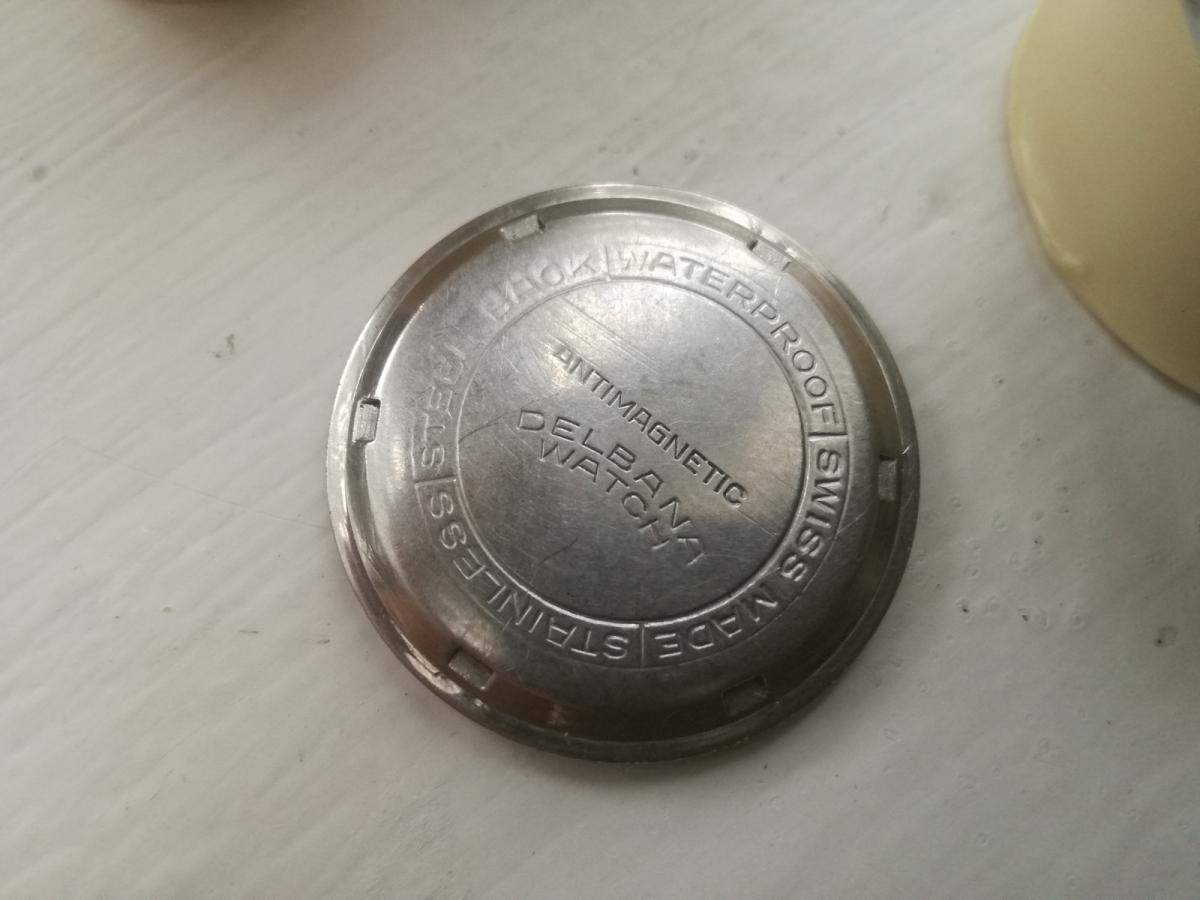 ANTIMAGNETIC
DELBANA
WATCH
WATERPROOF
SWISS MADE
STAINLESS
STEEL BACK